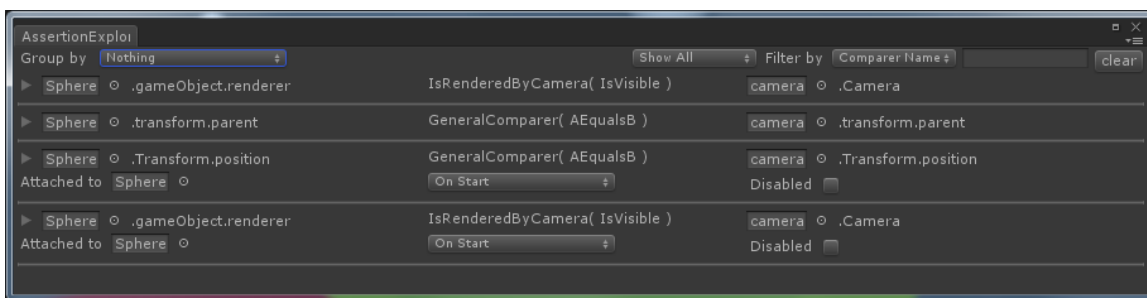 AssertionExplor
Group by Nothing Show All Filter by Comparer Name clear
Sphere .gameObject.renderer IsRenderedByCamera( IsVisible ) camera .Camera
Sphere .transform.parent GeneralComparer( AEqualsB ) camera .transform.parent
Sphere .Transform.position GeneralComparer( AEqualsB ) camera .Transform.position
Attached to Sphere On Start Disabled
Sphere .gameObject.renderer IsRenderedByCamera( IsVisible ) camera .Camera
Attached to Sphere On Start Disabled